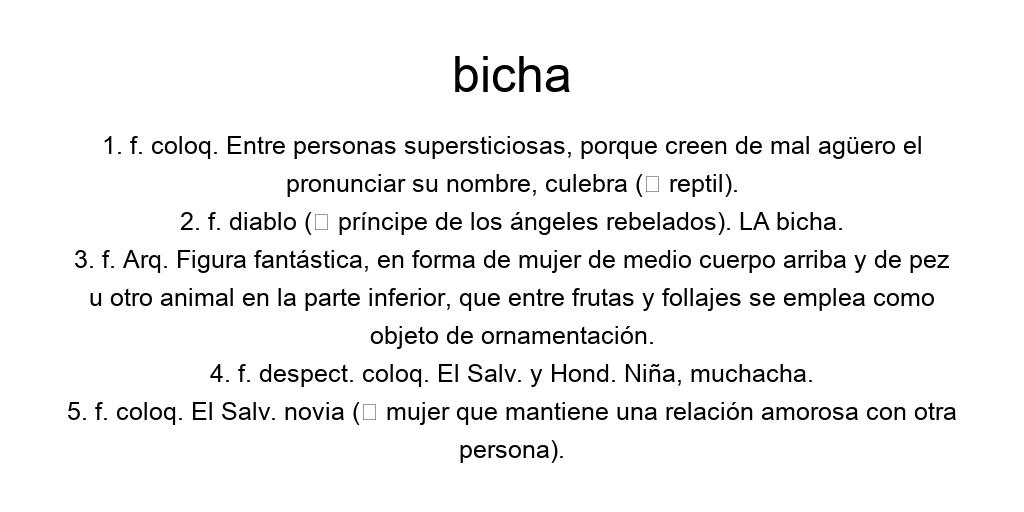 bicha
1. f. coloq. Entre personas supersticiosas, porque creen de mal agüero el
pronunciar su nombre, culebra (□ reptil).
2. f. diablo (□ príncipe de los ángeles rebelados). LA bicha.
3. f. Arq. Figura fantástica, en forma de mujer de medio cuerpo arriba y de pez
u otro animal en la parte inferior, que entre frutas y follajes se emplea como
objeto de ornamentación.
4. f. despect. coloq. El Salv. y Hond. Niña, muchacha.
5. f. coloq. El Salv. novia (□ mujer que mantiene una relación amorosa con otra
persona).